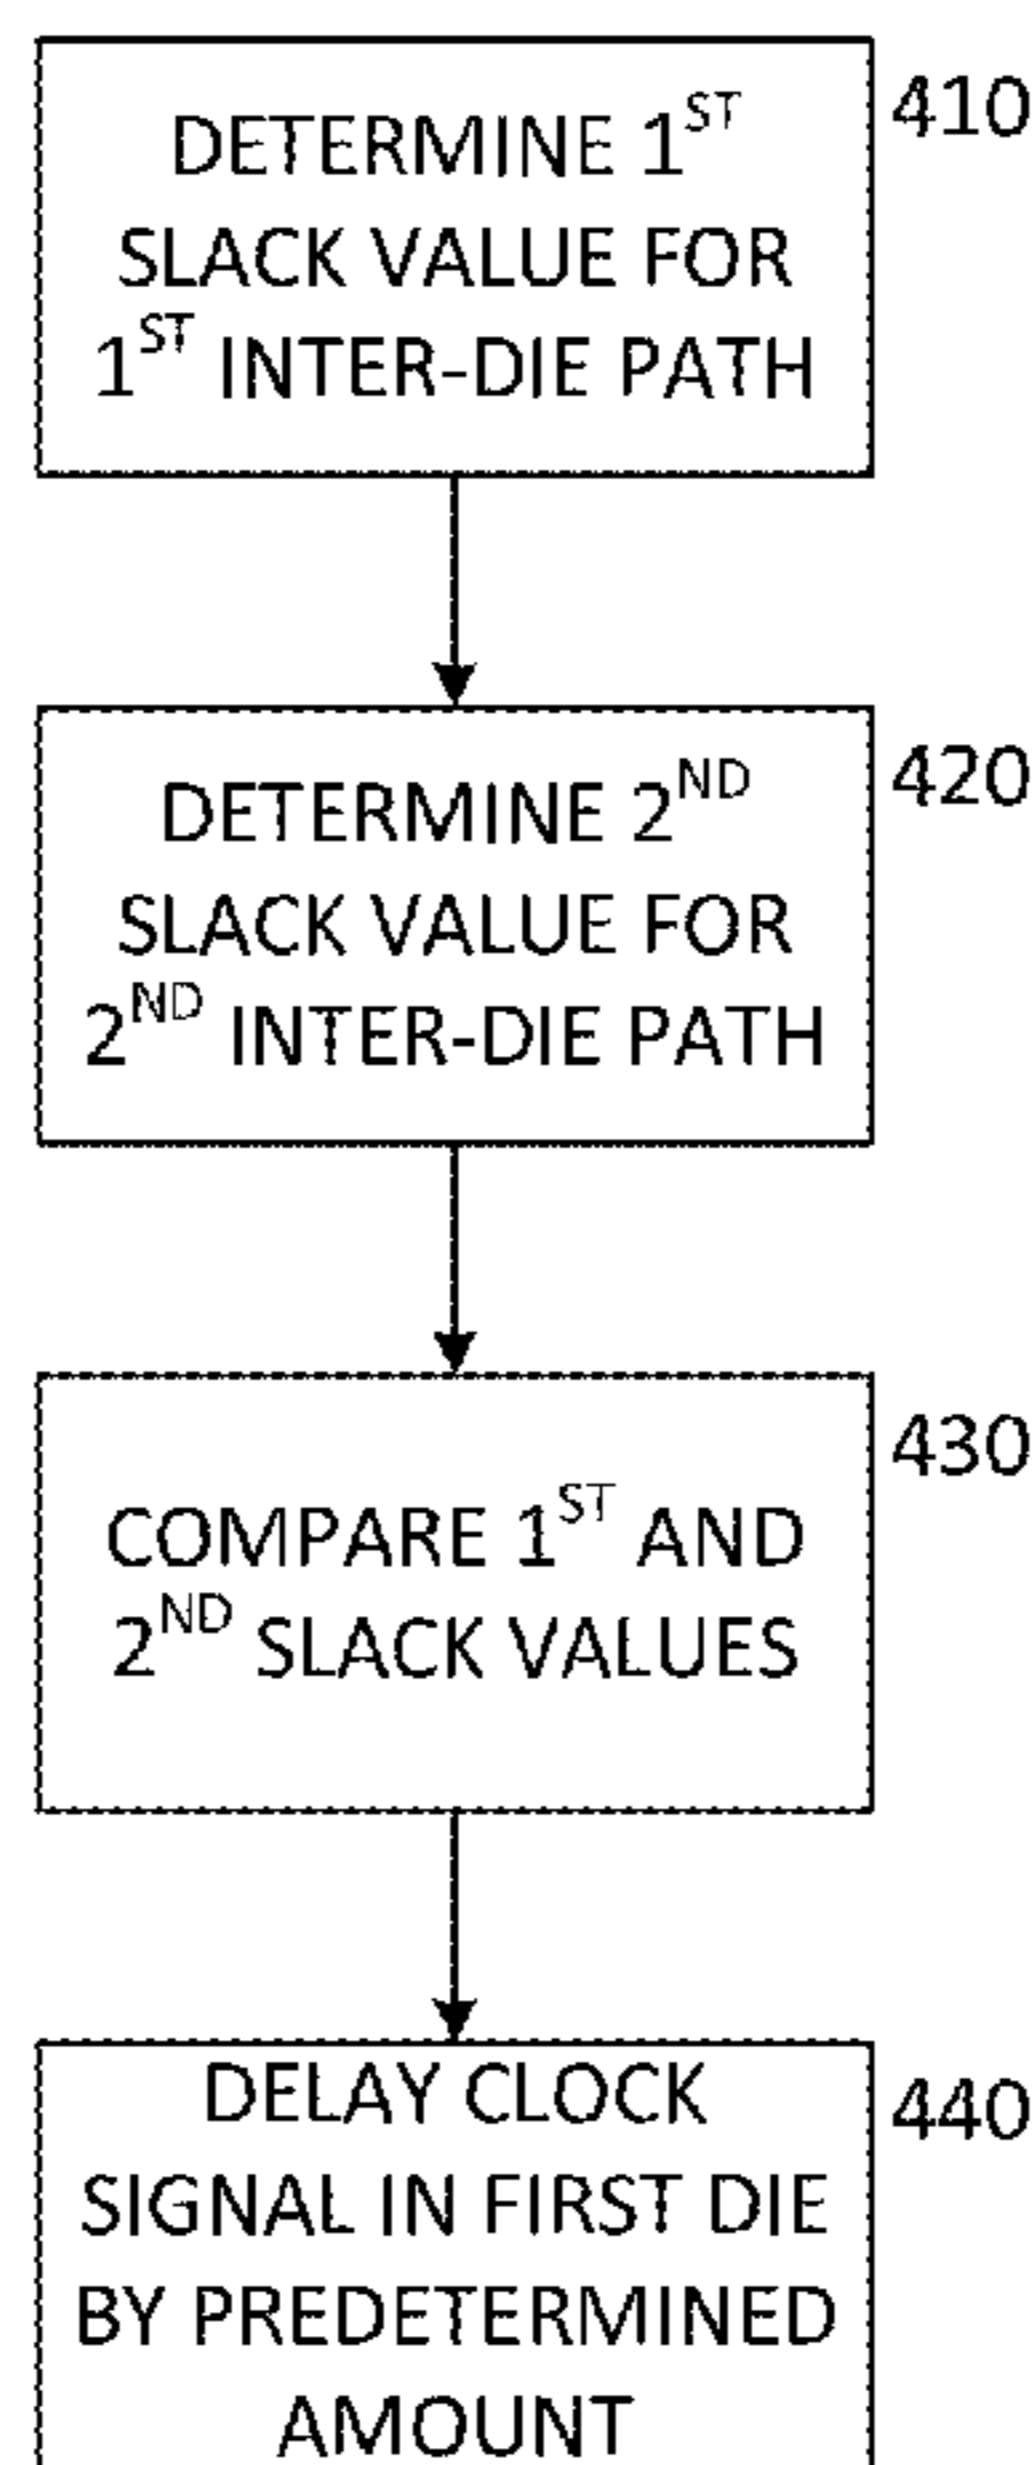 DETERMINE 1ST
SLACK VALUE FOR
1ST INTER-DIE PATH
410
DETERMINE 2ND
SLACK VALUE FOR
2ND INTER-DIE PATH
420
COMPARE 1ST AND
2ND SLACK VALUES
430
DELAY CLOCK
SIGNAL IN FIRST DIE
BY PREDETERMINED
AMOUNT
440